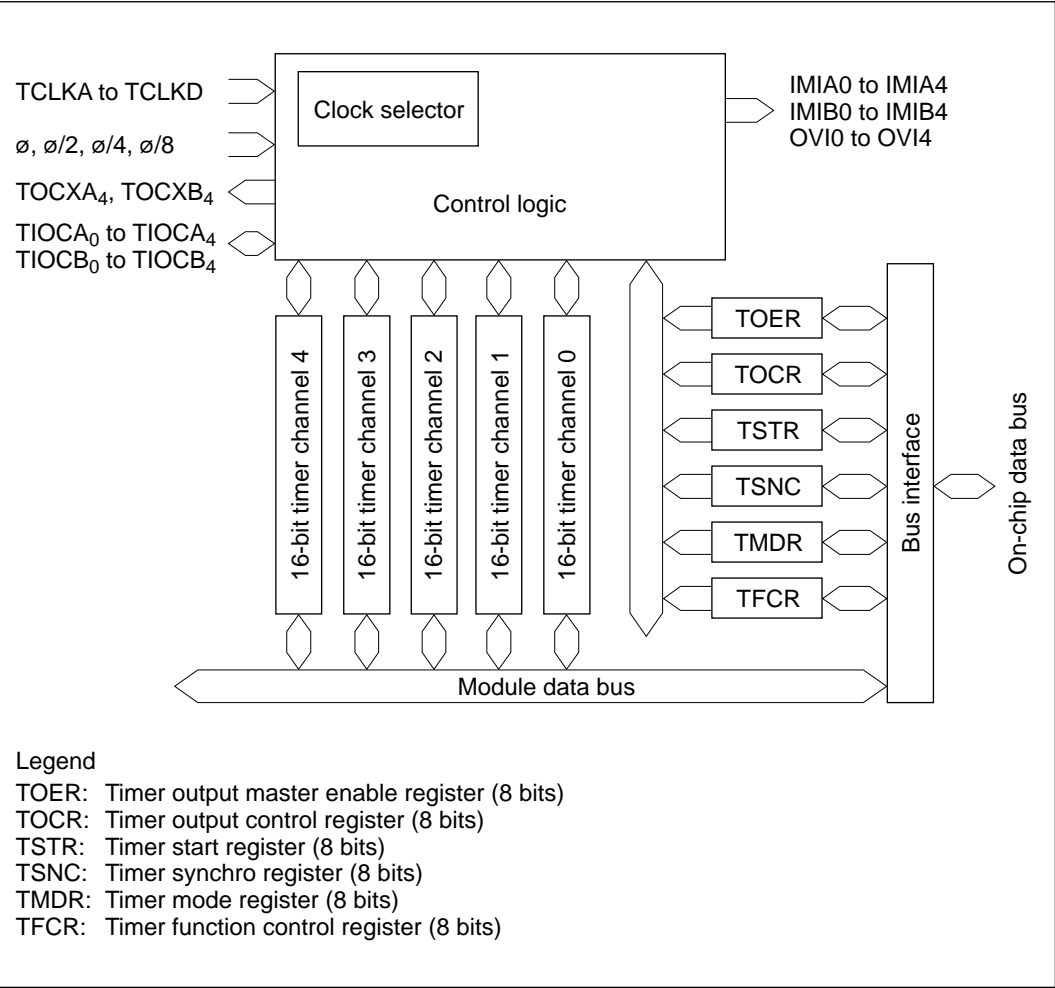 TCLKA to TCLKD
ø, ø/2, ø/4, ø/8
TOCXA4, TOCXB4
TIOCA0 to TIOCA4
TIOCB0 to TIOCB4
Clock selector
Control logic
IMIA0 to IMIA4
IMIB0 to IMIB4
OVI0 to OVI4
16-bit timer channel 4
16-bit timer channel 3
16-bit timer channel 2
16-bit timer channel 1
16-bit timer channel 0
TOER
TOCR
TSTR
TSNC
TMDR
TFCR
Bus interface
On-chip data bus
Module data bus
Legend
TOER: Timer output master enable register (8 bits)
TOCR: Timer output control register (8 bits)
TSTR: Timer start register (8 bits)
TSNC: Timer synchro register (8 bits)
TMDR: Timer mode register (8 bits)
TFCR: Timer function control register (8 bits)